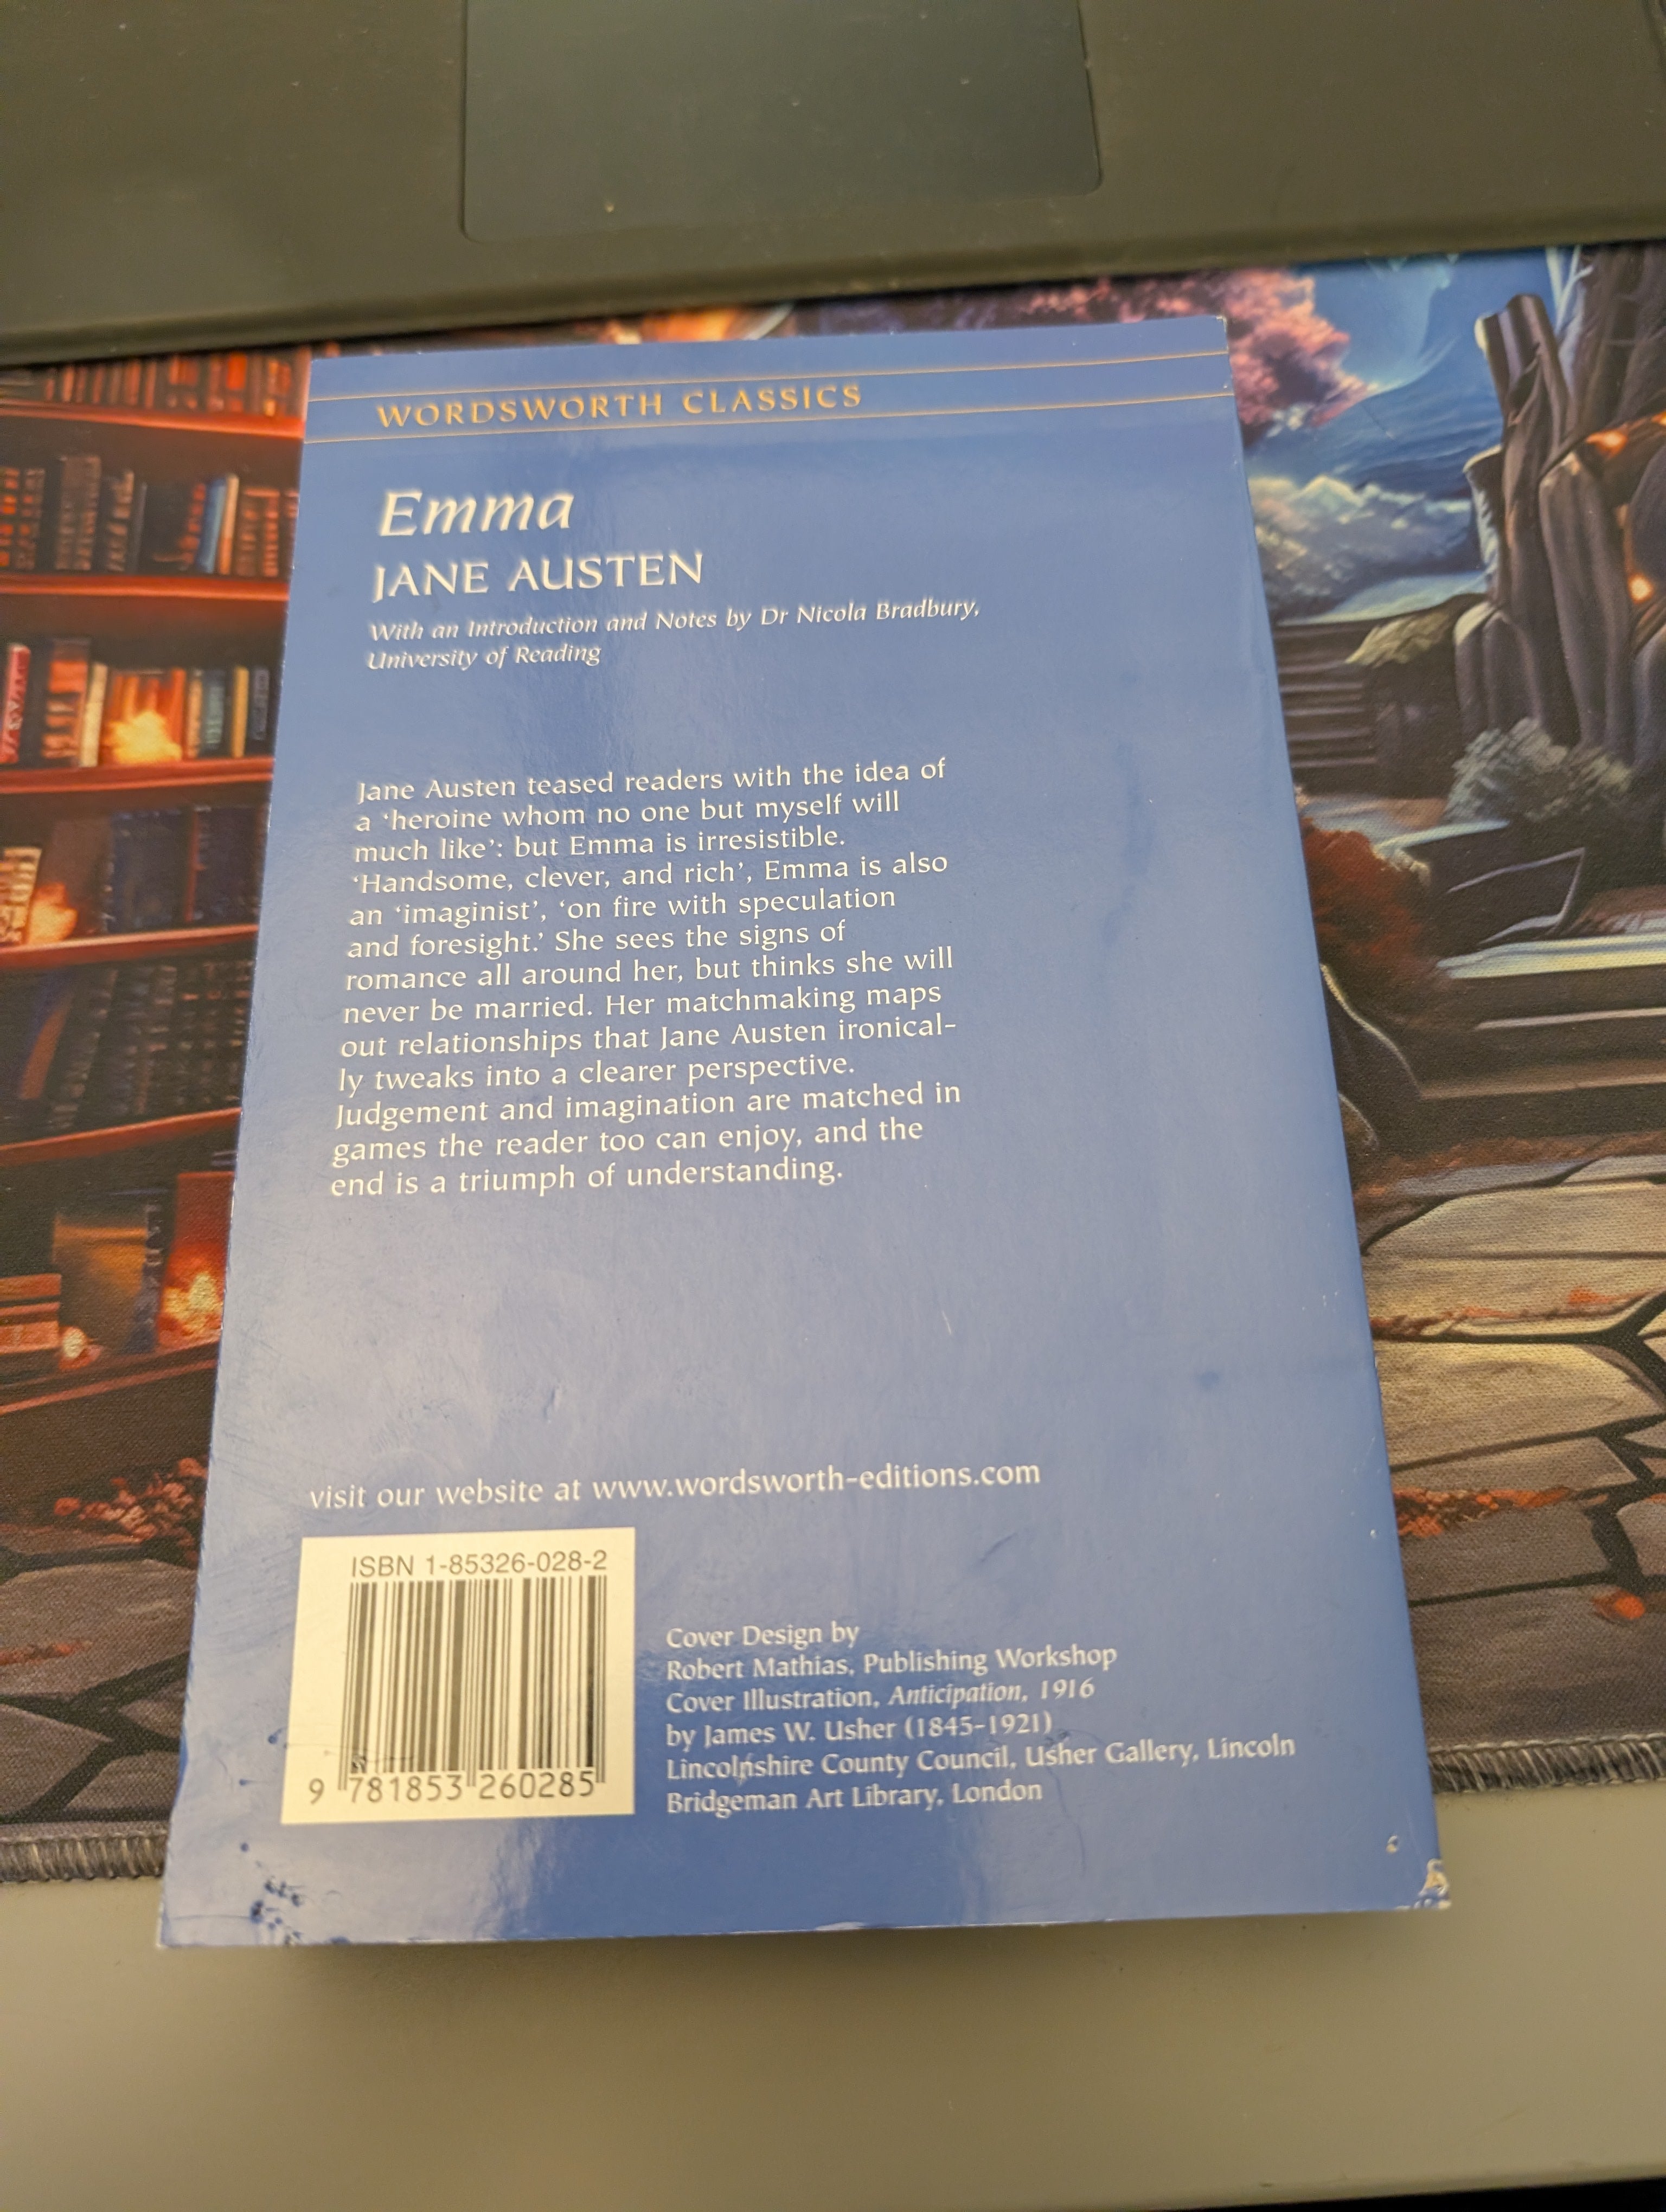 WORDSWORTH CLASSICS
Emma
JANE AUSTEN
With an Introduction and Notes by Dr Nicola Bradbury,
University of Reading
Jane Austen teased readers with the idea of
a ‘heroine whom no one but myself will
much like’: but Emma is irresistible.
‘Handsome, clever, and rich’, Emma is also
an ‘imaginist’, ‘on fire with speculation
and foresight.’ She sees the signs of
romance all around her, but thinks she will
never be married. Her matchmaking maps
out relationships that Jane Austen ironical-
ly tweaks into a clearer perspective.
Judgement and imagination are matched in
games the reader too can enjoy, and the
end is a triumph of understanding.
visit our website at www.wordsworth-editions.com
ISBN 1-85326-028-2
9 781853 260285
Cover Design by
Robert Mathias, Publishing Workshop
Cover Illustration, Anticipation, 1916
by James W. Usher (1845-1921)
Lincolnshire County Council, Usher Gallery, Lincoln
Bridgeman Art Library, London